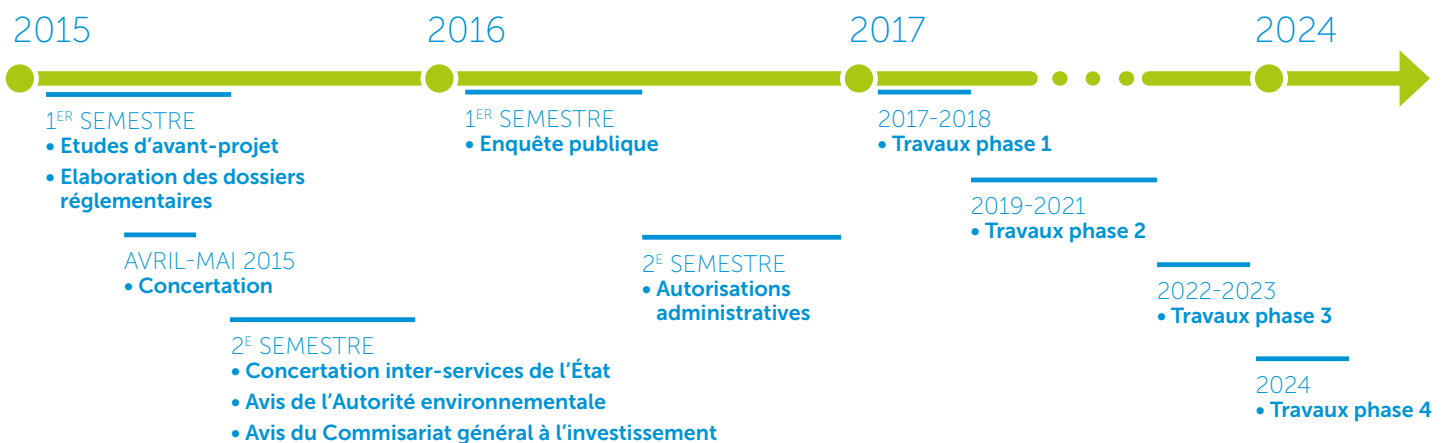 2015
2016
2017
2024
1ER SEMESTRE
• Etudes d'avant-projet
• Elaboration des dossiers
réglementaires
AVRIL-MAI 2015
• Concertation
2E SEMESTRE
• Concertation inter-services de l'État
• Avis de l'Autorité environnementale
• Avis du Commisariat général à l'investissement
1ER SEMESTRE
• Enquête publique
2E SEMESTRE
• Autorisations
administratives
2017-2018
• Travaux phase 1
2019-2021
• Travaux phase 2
2022-2023
• Travaux phase 3
2024
• Travaux phase 4